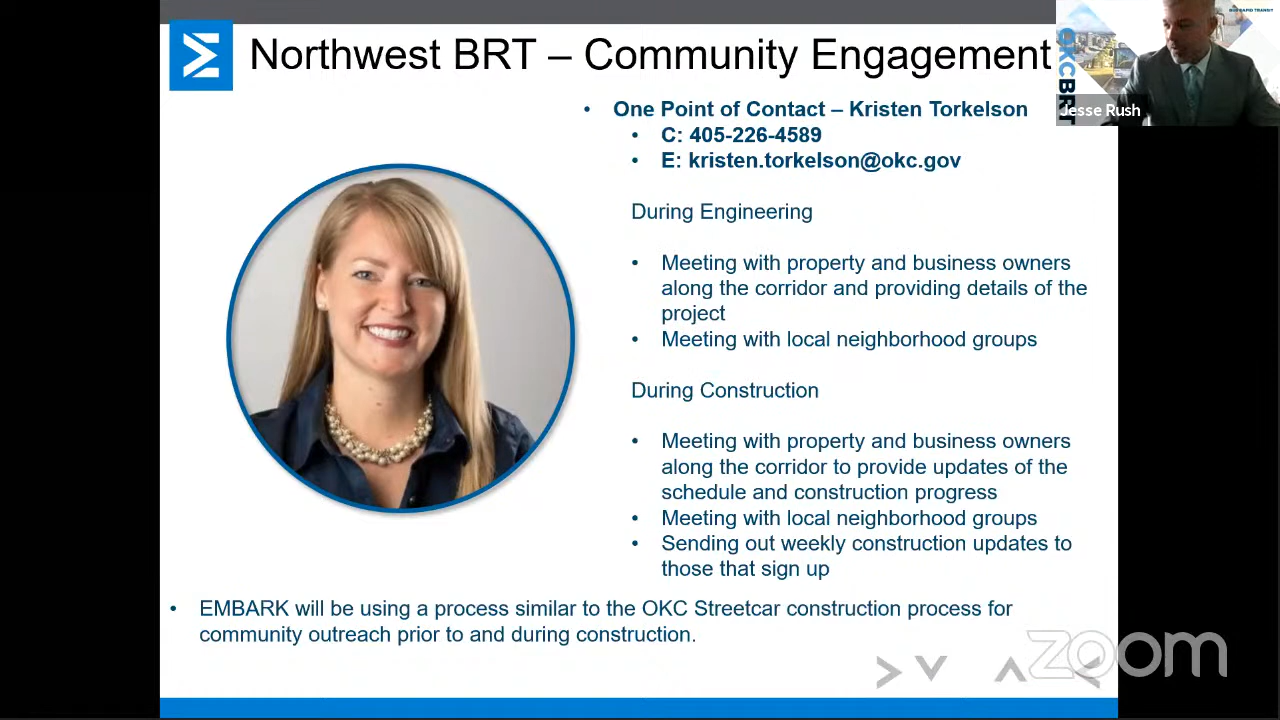 Northwest BRT – Community Engagement
BUS RAPID TRANSIT
OKCBRT
Jesse Rush
• One Point of Contact – Kristen Torkelson
• C: 405-226-4589
• E: kristen.torkelson@okc.gov
During Engineering
• Meeting with property and business owners
along the corridor and providing details of the
project
• Meeting with local neighborhood groups
During Construction
• Meeting with property and business owners
along the corridor to provide updates of the
schedule and construction progress
• Meeting with local neighborhood groups
• Sending out weekly construction updates to
those that sign up
• EMBARK will be using a process similar to the OKC Streetcar construction process for
community outreach prior to and during construction.
zoom